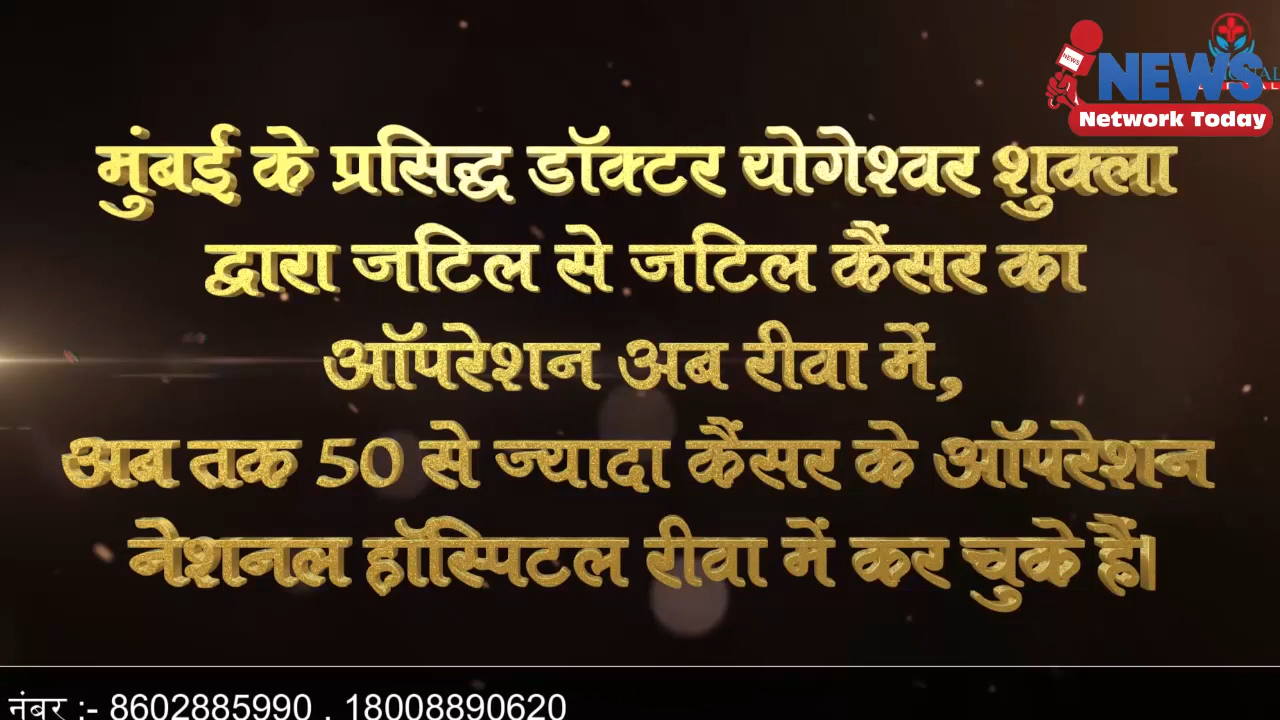 NEWS
NEWS
Network Today
मुंबई के प्रसिद्ध डॉक्टर योगेश्वर शुक्ला
द्वारा जटिल से जटिल कैंसर का
ऑपरेशन अब रीवा में,
अब तक 50 से ज्यादा कैंसर के ऑपरेशन
नेशनल हॉस्पिटल रीवा में कर चुके हैं।
नंबर :- 8602885990 , 18008890620